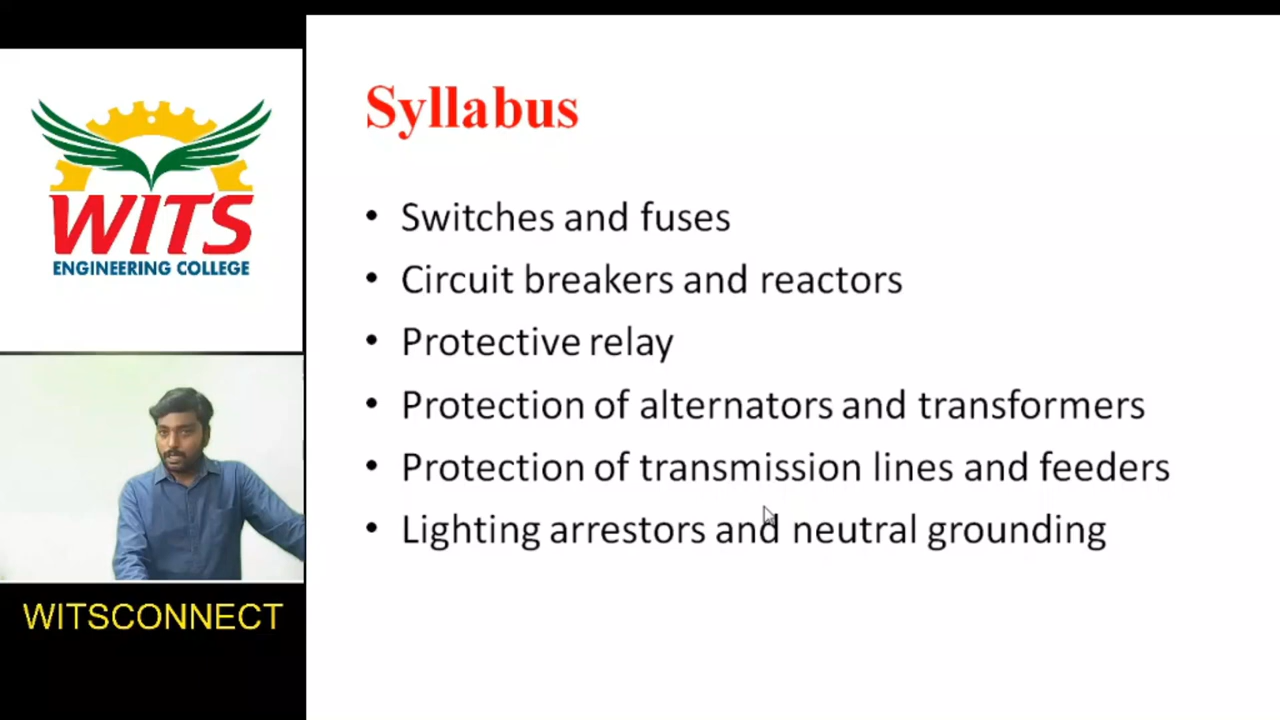 WITS
ENGINEERING COLLEGE
WITSCONNECT
Syllabus
• Switches and fuses
• Circuit breakers and reactors
• Protective relay
• Protection of alternators and transformers
• Protection of transmission lines and feeders
• Lighting arrestors and neutral grounding